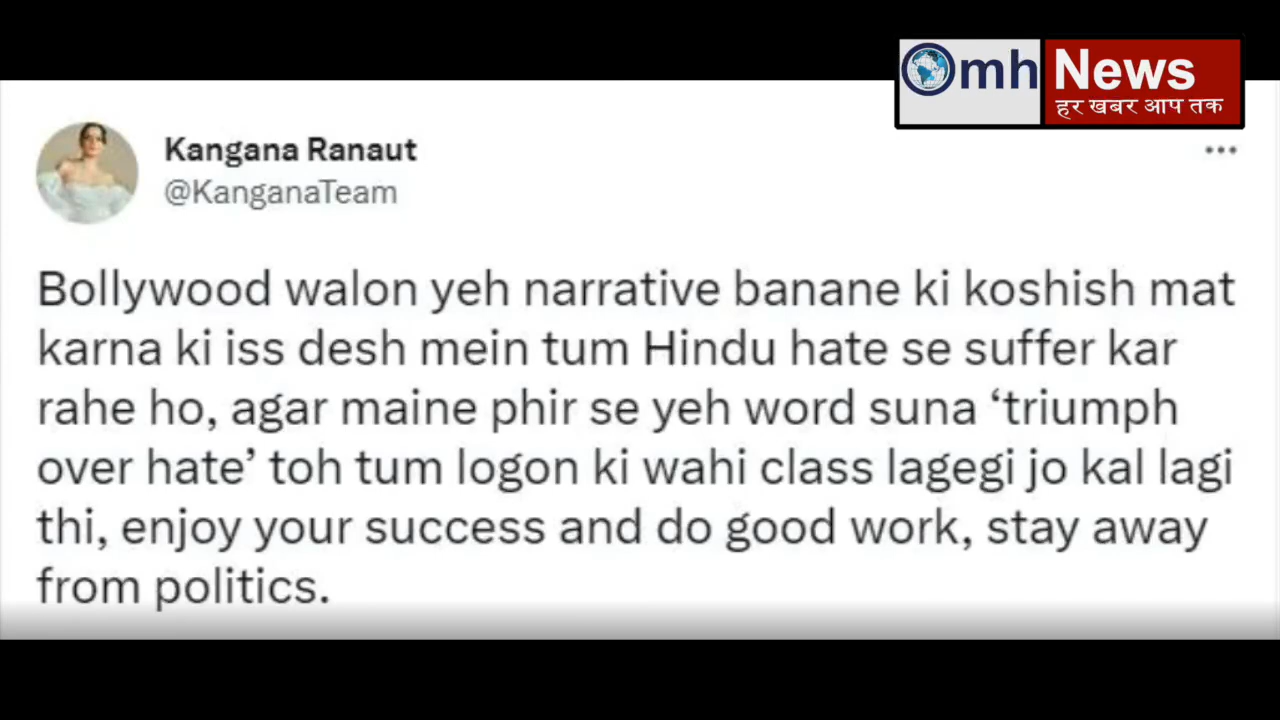 Omh News
हर खबर आप तक
Kangana Ranaut
@KanganaTeam
Bollywood walon yeh narrative banane ki koshish mat
karna ki iss desh mein tum Hindu hate se suffer kar
rahe ho, agar maine phir se yeh word suna ‘triumph
over hate’ toh tum logon ki wahi class lagegi jo kal lagi
thi, enjoy your success and do good work, stay away
from politics.